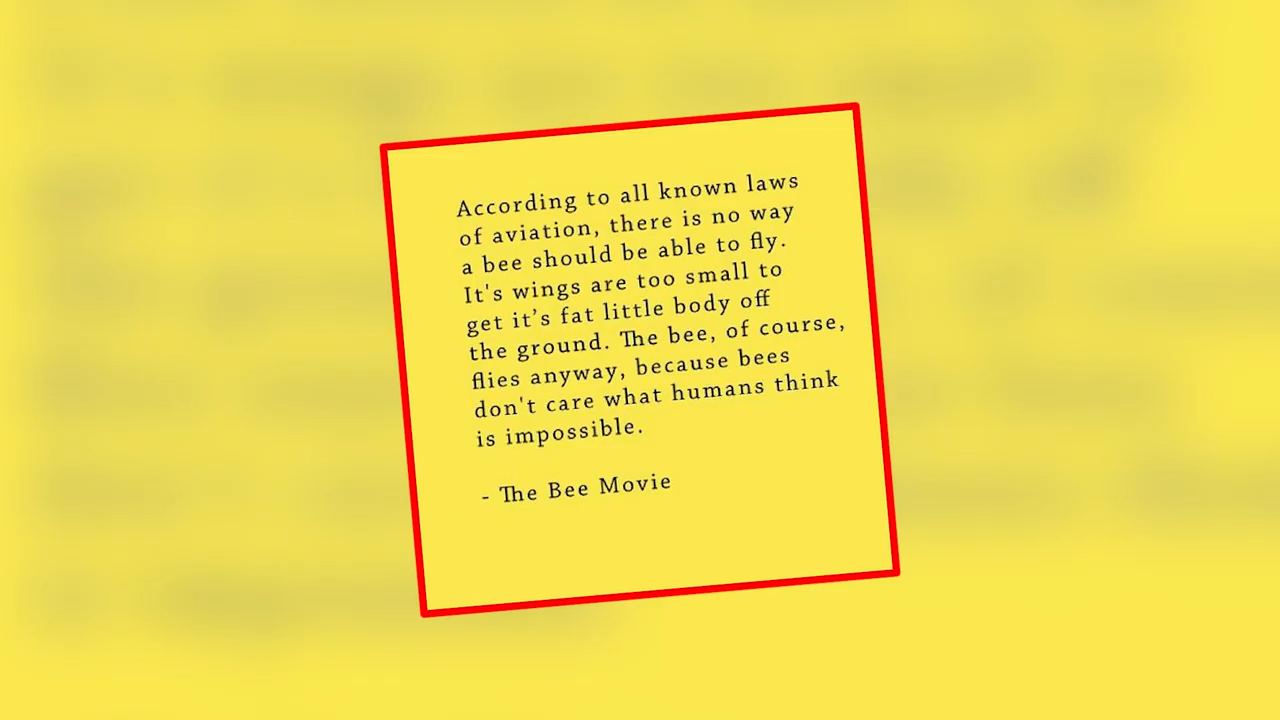 According to all known laws
of aviation, there is no way
a bee should be able to fly.
It's wings are too small to
get it’s fat little body off
the ground. The bee, of course,
flies anyway, because bees
don't care what humans think
is impossible.
- The Bee Movie